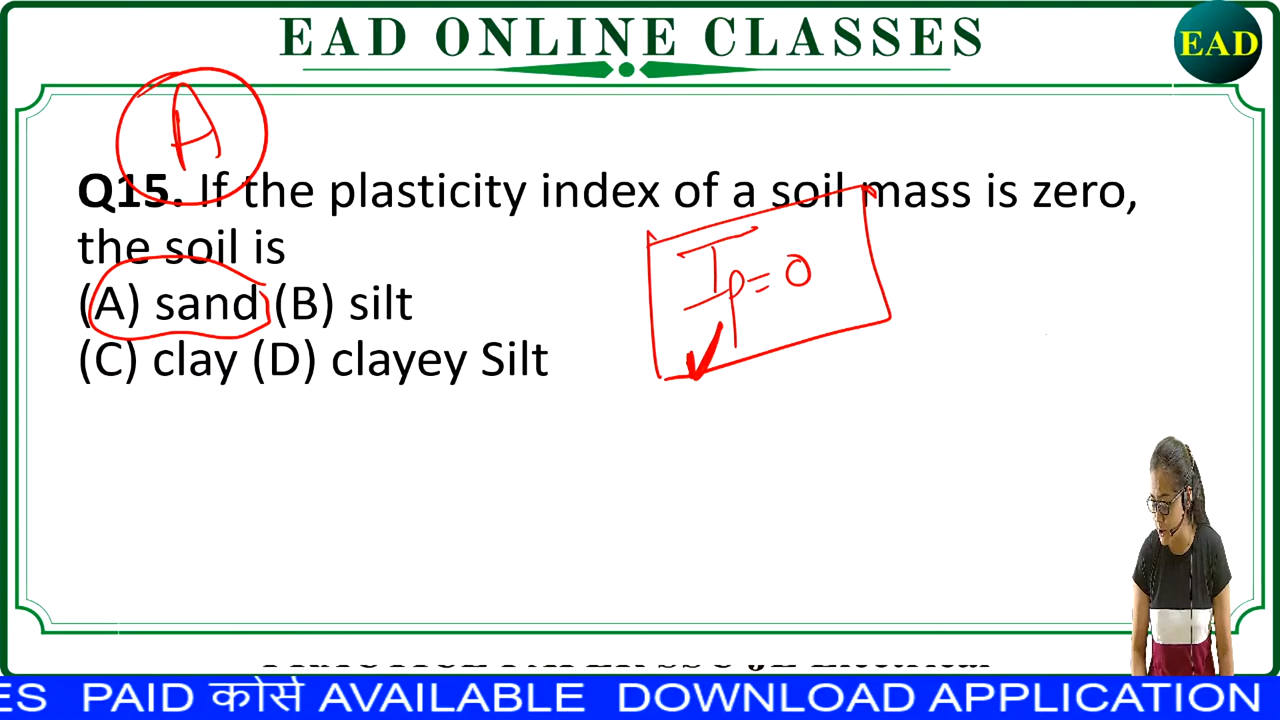 EAD ONLINE CLASSES
EAD
A
Q15. If the plasticity index of a soil mass is zero,
the soil is
(A) sand (B) silt
Ip=0
(C) clay (D) clayey Silt
ES PAID कोर्स AVAILABLE DOWNLOAD APPLICATION